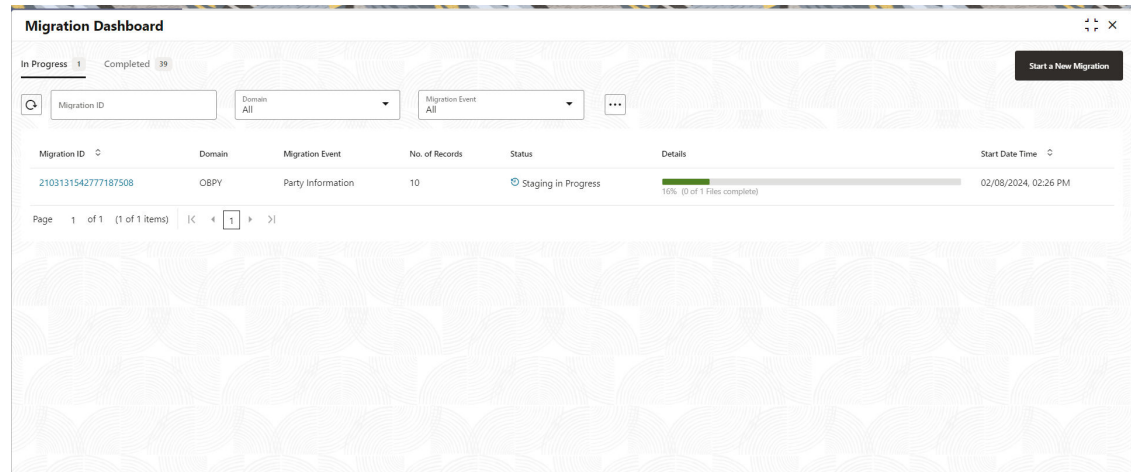 Migration Dashboard
In Progress 1 Completed 39
Start a New Migration
Migration ID
Domain
All
Migration Event
All
Migration ID Domain Migration Event No. of Records Status Details Start Date Time
2103131542777187508 OBPY Party Information 10 Staging in Progress 16% (0 of 1 Files complete) 02/08/2024, 02:26 PM
Page 1 of 1 (1 of 1 items) 1